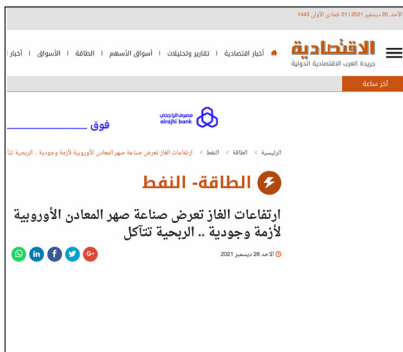 الأحد, 26 ديسمبر 2021 | 21 جُمادى الأولى 1443
الاقتصادية
جريدة العرب الاقتصادية الدولية
أخبار اقتصادية | تقارير وتحليلات | أسواق الأسهم | الطاقة | الأسواق | أخبار ا
آخر ساعة
مصرف الراجحي
alrajhi bank
فوق
الرئيسية > الطاقة > النفط > ارتفاعات الغاز تعرض صناعة صهر المعادن الأوروبية لأزمة وجودية .. الربحية تتآ
الطاقة- النفط
ارتفاعات الغاز تعرض صناعة صهر المعادن الأوروبية
لأزمة وجودية .. الربحية تتآكل
الاحد 26 ديسمبر 2021